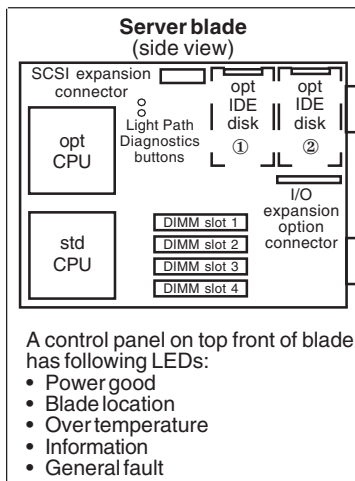 Server blade
(side view)
SCSI expansion
connector
opt
IDE
disk
①
opt
IDE
disk
②
Light Path
Diagnostics
buttons
opt
CPU
I/O
expansion
option
connector
std
CPU
DIMM slot 1
DIMM slot 2
DIMM slot 3
DIMM slot 4
A control panel on top front of blade
has following LEDs:
• Power good
• Blade location
• Over temperature
• Information
• General fault